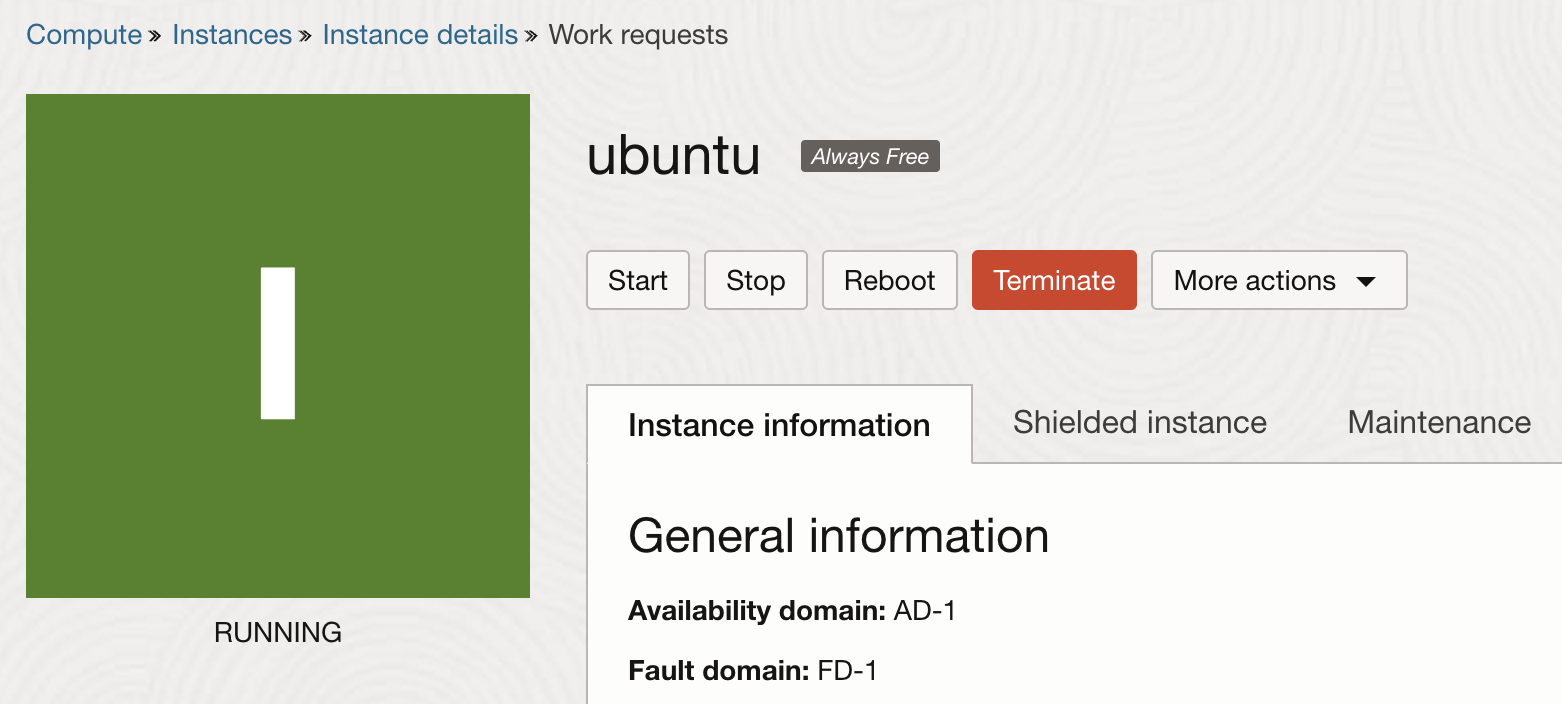 Compute » Instances » Instance details » Work requests
I
RUNNING
ubuntu Always Free
Start Stop Reboot Terminate More actions
Instance information Shielded instance Maintenance
General information
Availability domain: AD-1
Fault domain: FD-1